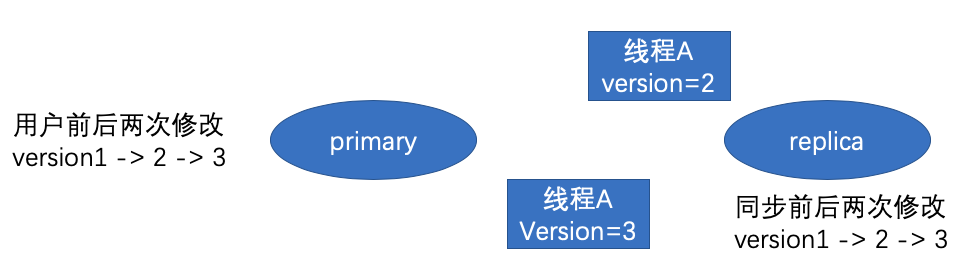 用户前后两次修改
version1 -> 2 -> 3
primary
线程A
version=2
线程A
Version=3
replica
同步前后两次修改
version1 -> 2 -> 3